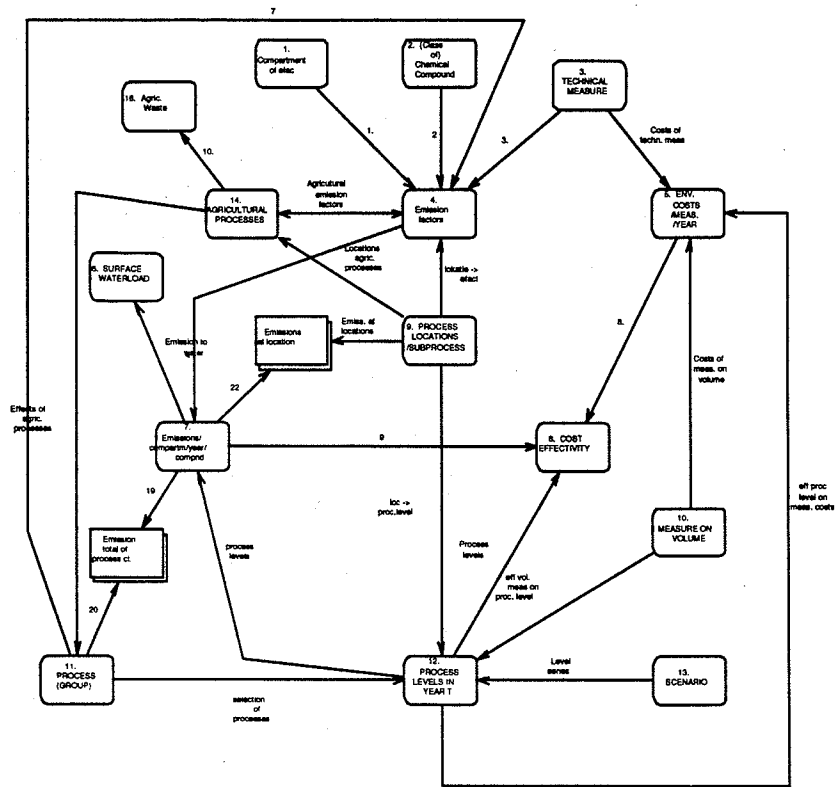 7
1.
Compartment
of efac
2. (Class
of)
Chemical
Compound
3.
TECHNICAL
MEASURE
16. Agric.
Waste
1.
2
3.
Costs of
techn. meas
10.
14.
AGRICULTURAL
PROCESSES
Agricutural
emission
factors
4.
Emission
factors
5. ENV.
COSTS
/MEAS.
/YEAR
Locations
agric.
processes
lokatie ->
efact
6. SURFACE
WATERLOAD
Emissions
at location
Emiss. at
locations
9. PROCESS
LOCATIONS
/SUBPROCESS
8.
Emission to
water
22
Costs of
meas. on
volume
Effects of
agric.
processes
7.
Emissions/
compartm/year/
compnd
9
8. COST
EFFECTIVITY
19
loc ->
proc.level
eff proc
level on
meas. costs
Emission
total of
process ct.
process
levels
Process
levels
eff vol.
meas on
proc. level
10.
MEASURE ON
VOLUME
20
11.
PROCESS
(GROUP)
12.
PROCESS
LEVELS IN
YEAR T
Level
series
13.
SCENARIO
selection
of
processes